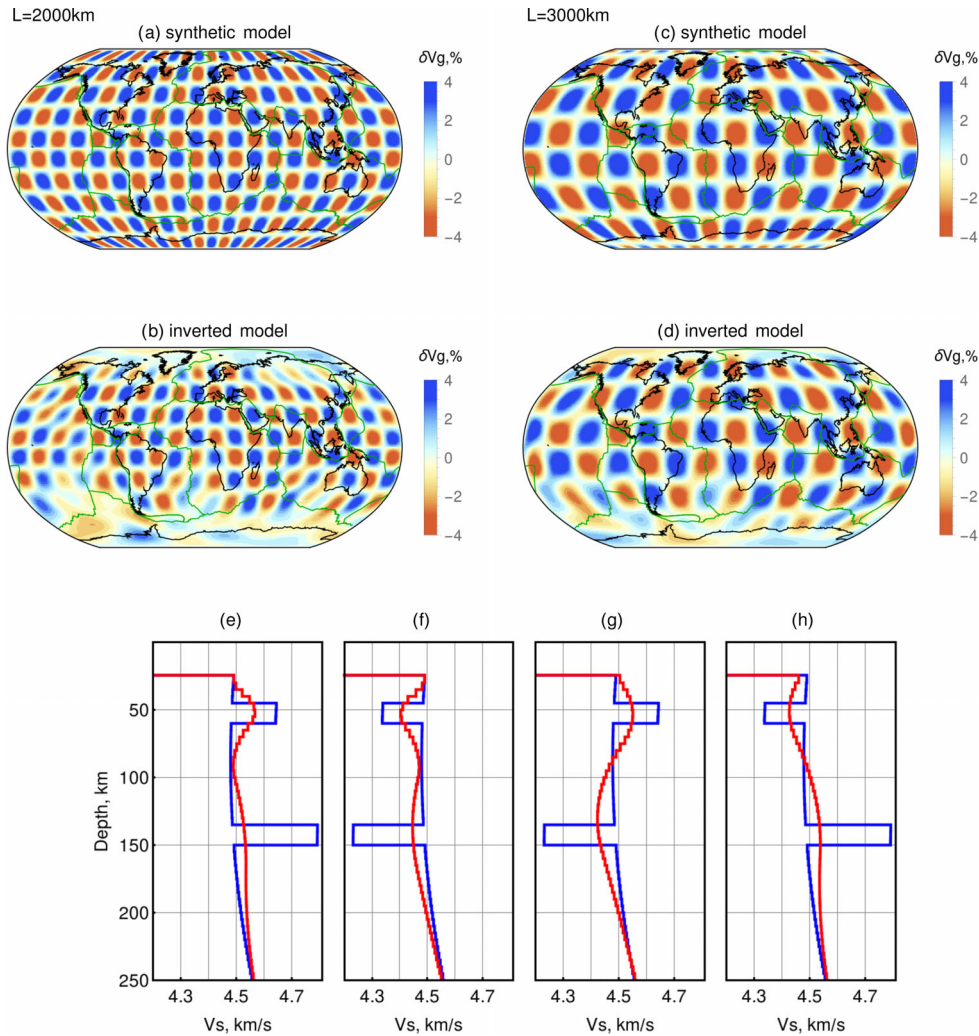 L=2000km
L=3000km
(a) synthetic model
(c) synthetic model
δVg,%
4
2
0
−2
−4
δVg,%
4
2
0
−2
−4
(b) inverted model
(d) inverted model
δVg,%
4
2
0
−2
−4
δVg,%
4
2
0
−2
−4
(e)
(f)
(g)
(h)
Depth, km
50
100
150
200
250
4.3 4.5 4.7
4.3 4.5 4.7
4.3 4.5 4.7
4.3 4.5 4.7
Vs, km/s
Vs, km/s
Vs, km/s
Vs, km/s